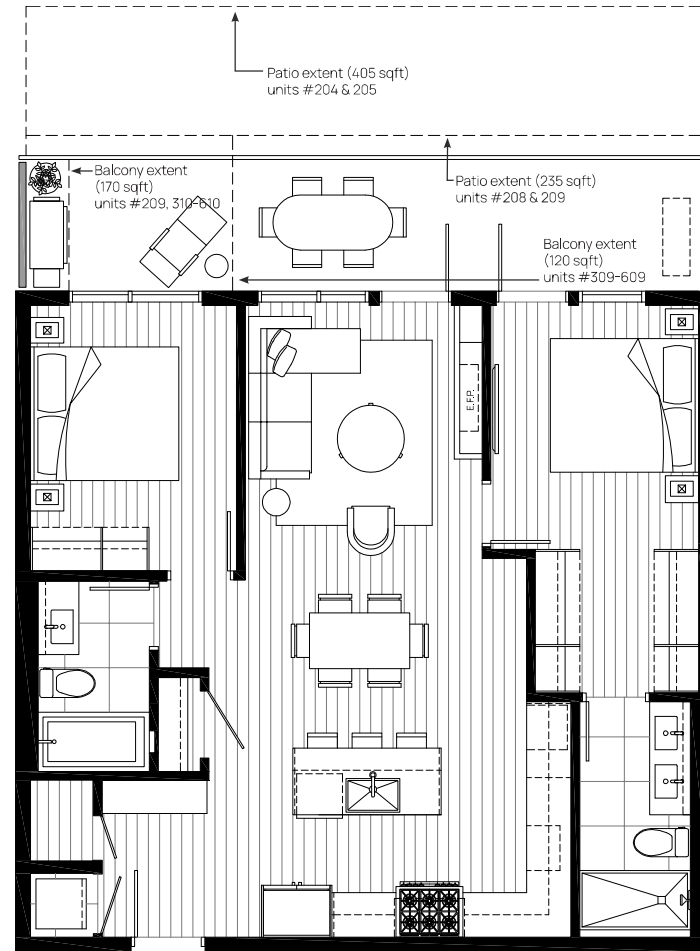 Patio extent (405 sqft)
units #204 & 205
Balcony extent
(170 sqft)
units #209, 310-610
Patio extent (235 sqft)
units #208 & 209
Balcony extent
(120 sqft)
units #309-609
E.F.P.